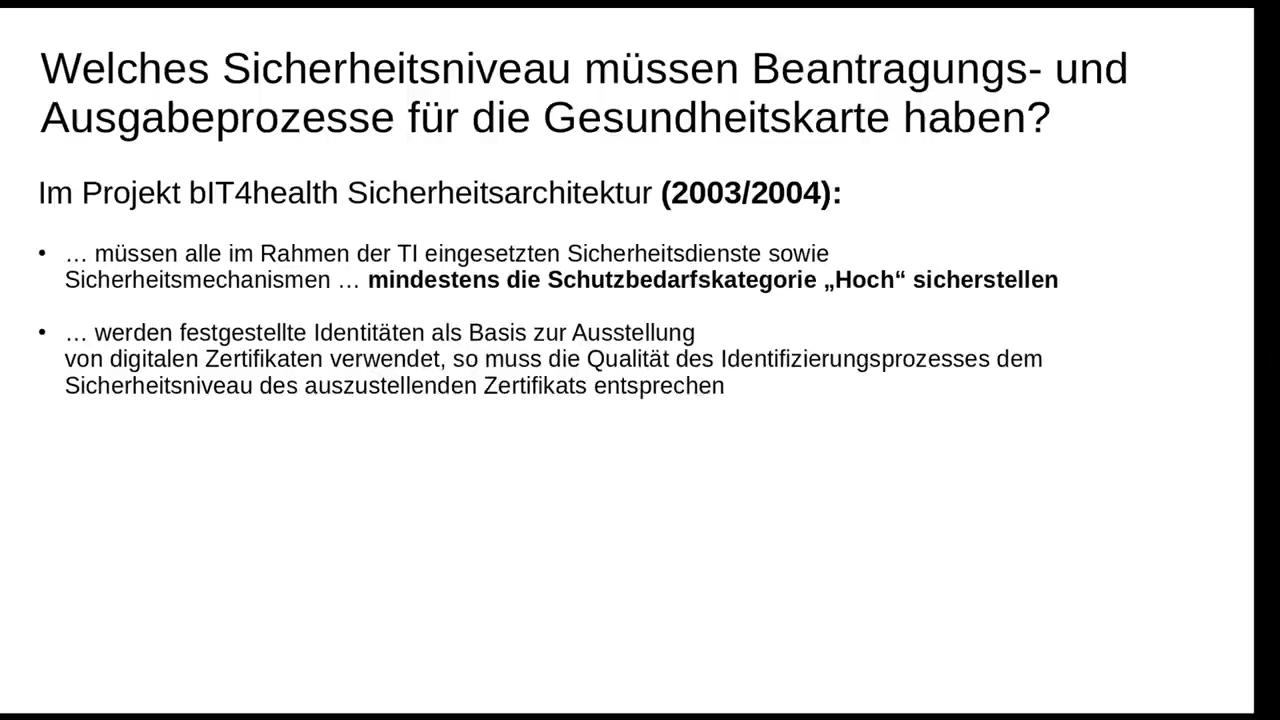 Welches Sicherheitsniveau müssen Beantragungs- und
Ausgabeprozesse für die Gesundheitskarte haben?
Im Projekt bIT4health Sicherheitsarchitektur (2003/2004):
• … müssen alle im Rahmen der TI eingesetzten Sicherheitsdienste sowie
Sicherheitsmechanismen … mindestens die Schutzbedarfskategorie „Hoch“ sicherstellen
• … werden festgestellte Identitäten als Basis zur Ausstellung
von digitalen Zertifikaten verwendet, so muss die Qualität des Identifizierungsprozesses dem
Sicherheitsniveau des auszustellenden Zertifikats entsprechen